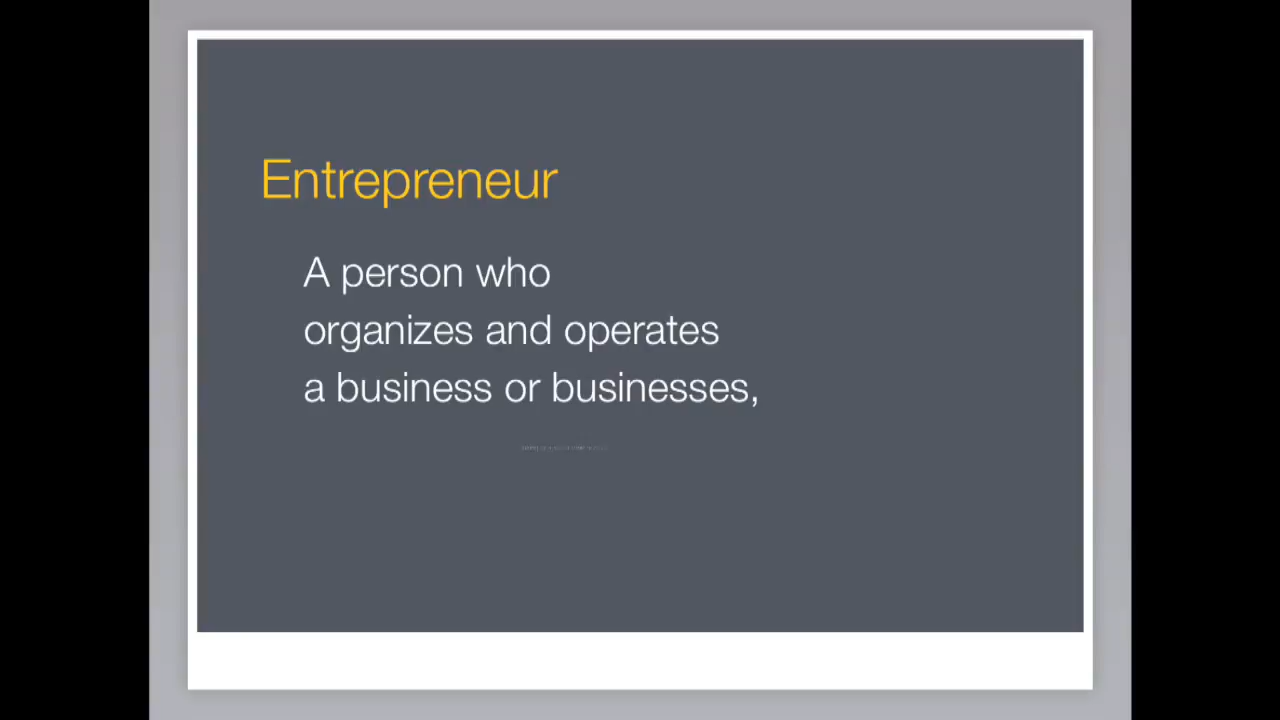 Entrepreneur
A person who
organizes and operates
a business or businesses,